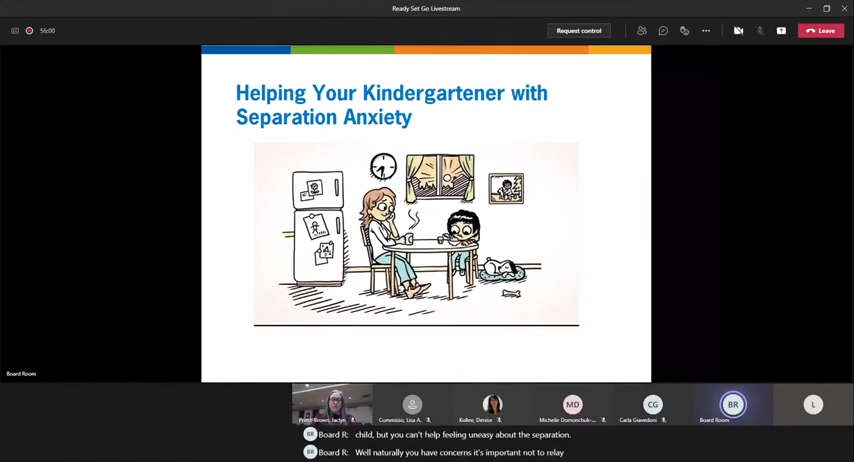 Ready Set Go Livestream
56:00
Request control
Leave
Helping Your Kindergartener with
Separation Anxiety
Board Room
Commisso, Lisa A.
Kollee, Denise
MD
Michelle Domonchuk-...
CG
Carla Giavedoni
BR
Board Room
L
BR Board R: child, but you can't help feeling uneasy about the separation.
BR Board R: Well naturally you have concerns it's important not to relay